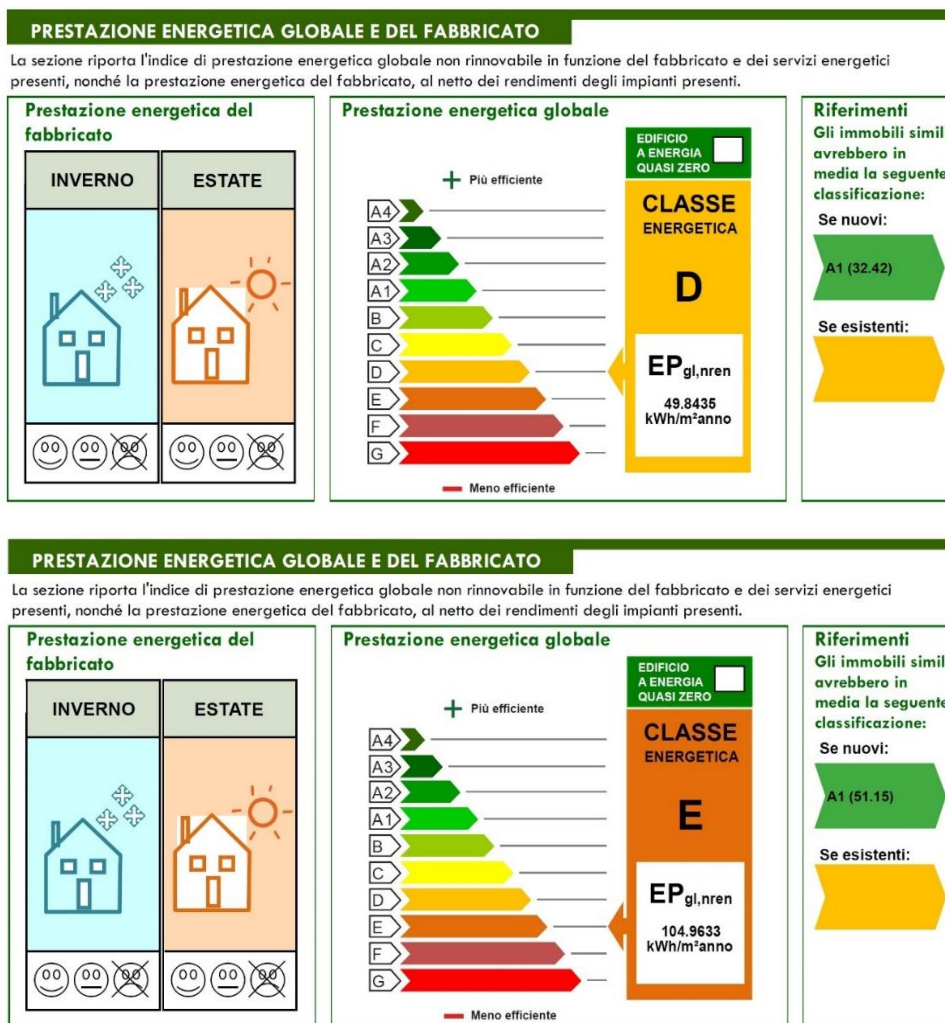 PRESTAZIONE ENERGETICA GLOBALE E DEL FABBRICATO
La sezione riporta l'indice di prestazione energetica globale non rinnovabile in funzione del fabbricato e dei servizi energetici
presenti, nonché la prestazione energetica del fabbricato, al netto dei rendimenti degli impianti presenti.
Prestazione energetica del
fabbricato
INVERNO
ESTATE
Prestazione energetica globale
Più efficiente
A4
A3
A2
A1
B
C
D
E
F
G
Meno efficiente
EDIFICIO
A ENERGIA
QUASI ZERO
CLASSE
ENERGETICA
D
EPgl,nren
49.8435
kWh/m²anno
Riferimenti
Gli immobili simil
avrebbero in
media la seguente
classificazione:
Se nuovi:
A1 (32.42)
Se esistenti:
PRESTAZIONE ENERGETICA GLOBALE E DEL FABBRICATO
La sezione riporta l'indice di prestazione energetica globale non rinnovabile in funzione del fabbricato e dei servizi energetici
presenti, nonché la prestazione energetica del fabbricato, al netto dei rendimenti degli impianti presenti.
Prestazione energetica del
fabbricato
INVERNO
ESTATE
Prestazione energetica globale
Più efficiente
A4
A3
A2
A1
B
C
D
E
F
G
Meno efficiente
EDIFICIO
A ENERGIA
QUASI ZERO
CLASSE
ENERGETICA
E
EPgl,nren
104.9633
kWh/m²anno
Riferimenti
Gli immobili simil
avrebbero in
media la seguente
classificazione:
Se nuovi:
A1 (51.15)
Se esistenti: